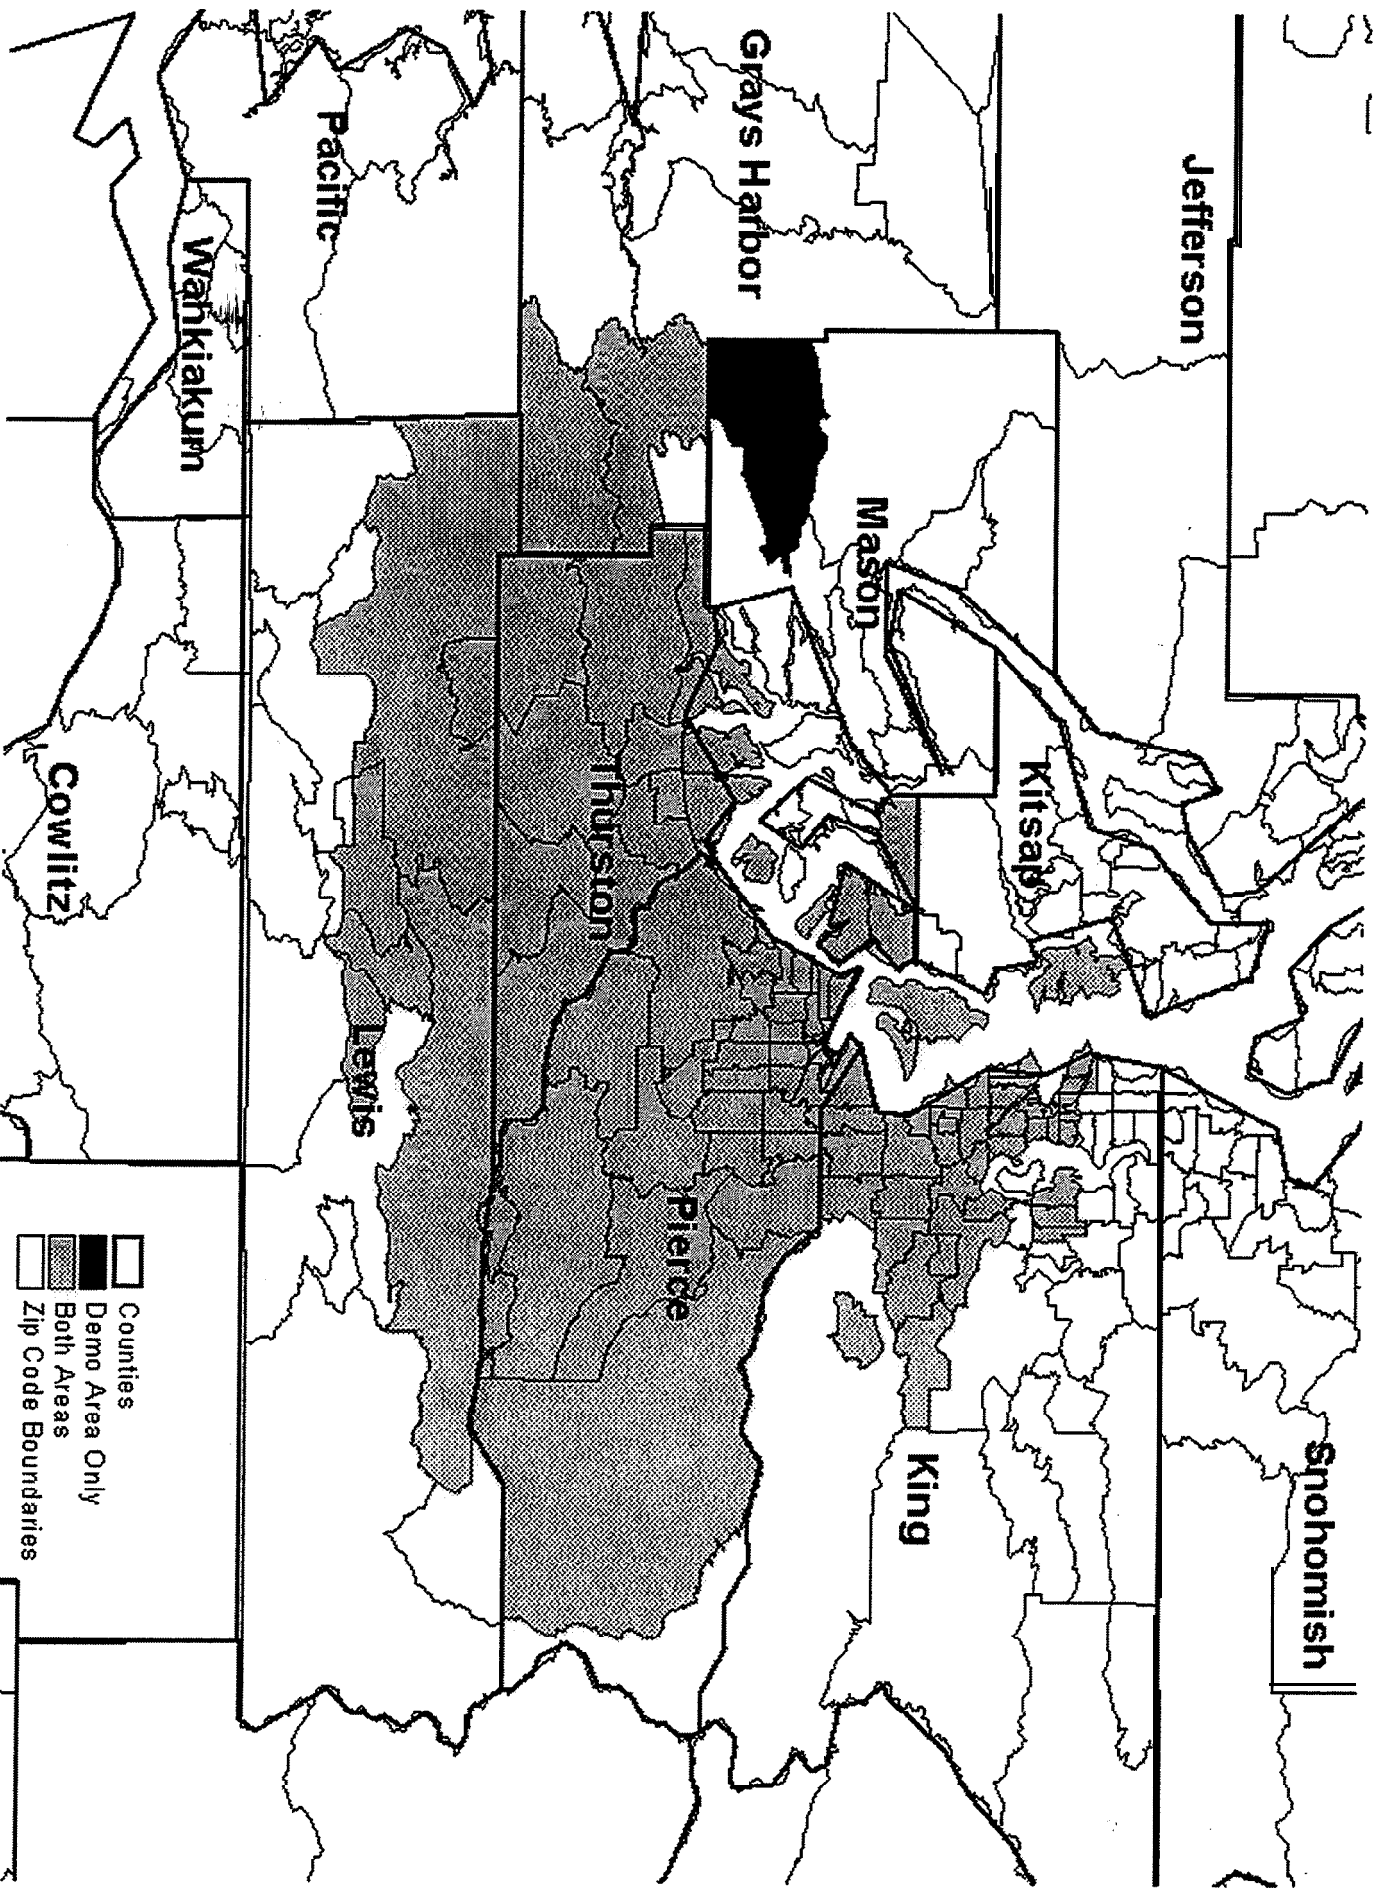 Snohomish
Jefferson
Kitsap
King
Mason
Grays Harbor
Pierce
Thurston
Lewis
Pacific
Wahkiakum
Cowlitz
Counties
Demo Area Only
Both Areas
Zip Code Boundaries